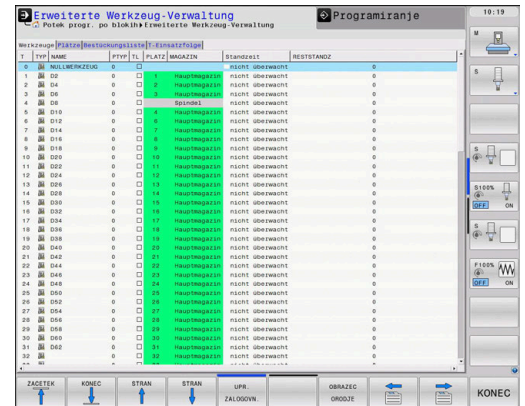 Erweiterte Werkzeug-Verwaltung
Potek progr. po blokih Erweiterte Werkzeug-Verwaltung
Programiranje
10:19
Werkzeuge Plätze Bestückungsliste T-Einsatzfolge
T TYP NAME PTYP TL PLATZ MAGAZIN Standzeit RESTSTANDZ
0 NULLWERKZEUG 0 nicht überwacht 0
1 D2 0 1 Hauptmagazin nicht überwacht 0
2 D4 0 2 Hauptmagazin nicht überwacht 0
3 D6 0 3 Hauptmagazin nicht überwacht 0
4 D8 0 Spindel nicht überwacht 0
5 D10 0 4 Hauptmagazin nicht überwacht 0
6 D12 0 6 Hauptmagazin nicht überwacht 0
7 D14 0 7 Hauptmagazin nicht überwacht 0
8 D16 0 8 Hauptmagazin nicht überwacht 0
9 D18 0 9 Hauptmagazin nicht überwacht 0
10 D20 0 10 Hauptmagazin nicht überwacht 0
11 D22 0 11 Hauptmagazin nicht überwacht 0
12 D24 0 12 Hauptmagazin nicht überwacht 0
13 D26 0 13 Hauptmagazin nicht überwacht 0
14 D28 0 14 Hauptmagazin nicht überwacht 0
15 D30 0 15 Hauptmagazin nicht überwacht 0
16 D32 0 16 Hauptmagazin nicht überwacht 0
17 D34 0 17 Hauptmagazin nicht überwacht 0
18 D36 0 18 Hauptmagazin nicht überwacht 0
19 D38 0 19 Hauptmagazin nicht überwacht 0
20 D40 0 20 Hauptmagazin nicht überwacht 0
21 D42 0 21 Hauptmagazin nicht überwacht 0
22 D44 0 22 Hauptmagazin nicht überwacht 0
23 D46 0 23 Hauptmagazin nicht überwacht 0
24 D48 0 24 Hauptmagazin nicht überwacht 0
25 D50 0 25 Hauptmagazin nicht überwacht 0
26 D52 0 26 Hauptmagazin nicht überwacht 0
27 D54 0 27 Hauptmagazin nicht überwacht 0
28 D56 0 28 Hauptmagazin nicht überwacht 0
29 D58 0 29 Hauptmagazin nicht überwacht 0
30 D60 0 30 Hauptmagazin nicht überwacht 0
31 D62 0 31 Hauptmagazin nicht überwacht 0
32 0 32 Hauptmagazin nicht überwacht 0
M
S
S
S100%
OFF ON
S
F100%
OFF ON
ZACETEK
KONEC
STRAN
STRAN
UPR.
ZALOGOVN.
OBRAZEC
ORODJE
KONEC